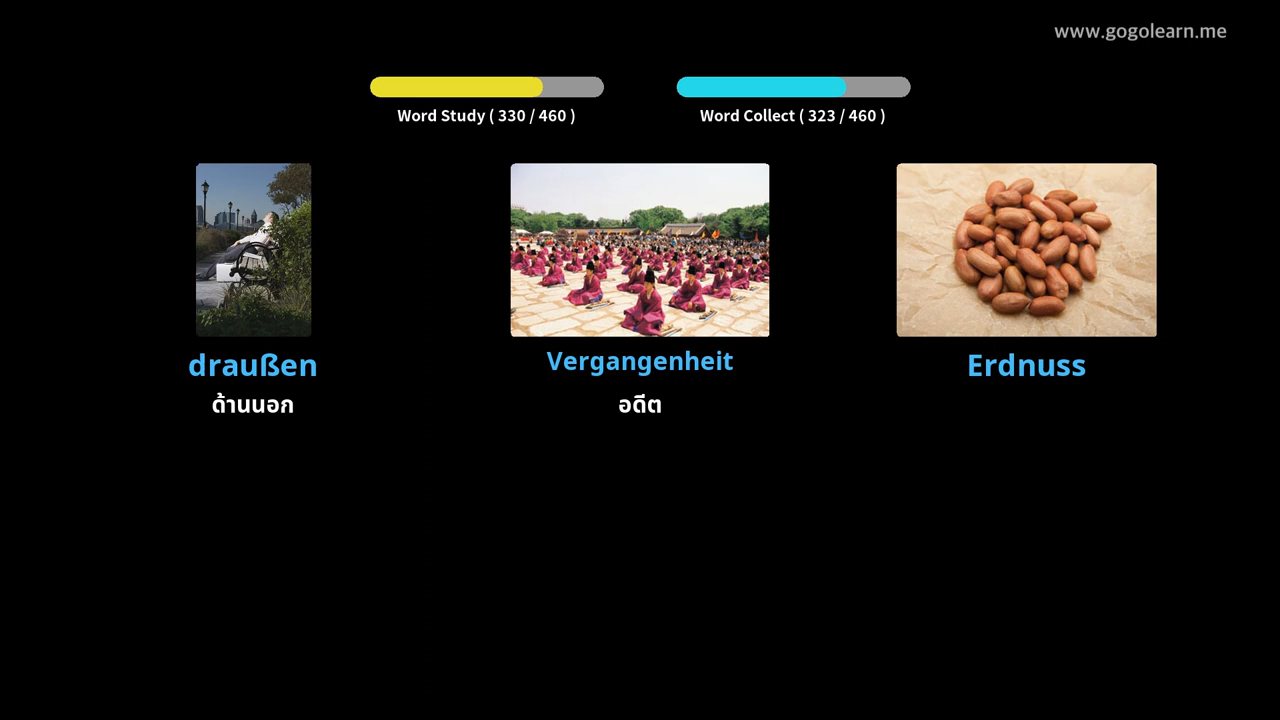 www.gogolearn.me
Word Study ( 330 / 460 )
Word Collect ( 323 / 460 )
draußen
Vergangenheit
Erdnuss
ด้านนอก
อดีต